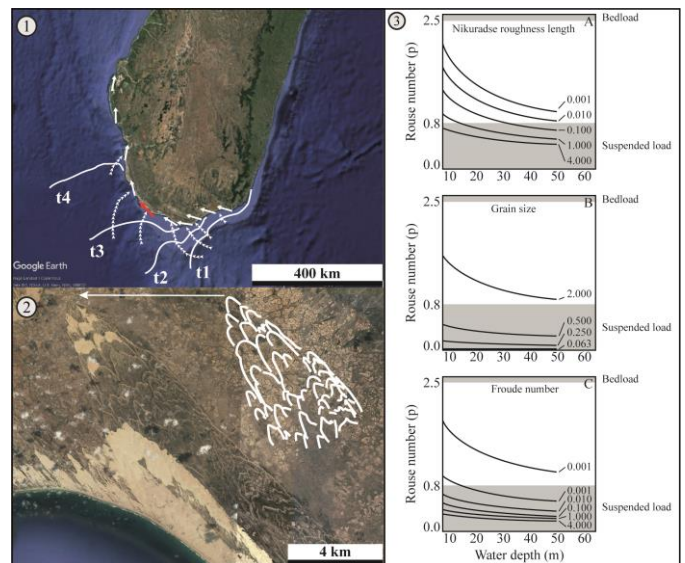 1
t4
t3
t2
t1
Google Earth
400 km
2
4 km
3
A
Nikuradse roughness length
Bedload
Suspended load
Rouse number (p)
2.5
0.8
0.0
0.001
0.010
0.100
1.000
4.000
10 20 30 40 50 60
B
Grain size
Bedload
Suspended load
Rouse number (p)
2.5
0.8
0.0
2.000
0.500
0.250
0.063
10 20 30 40 50 60
C
Froude number
Bedload
Suspended load
Rouse number (p)
2.5
0.8
0.0
0.001
0.001
0.010
0.100
1.000
4.000
10 20 30 40 50 60
Water depth (m)